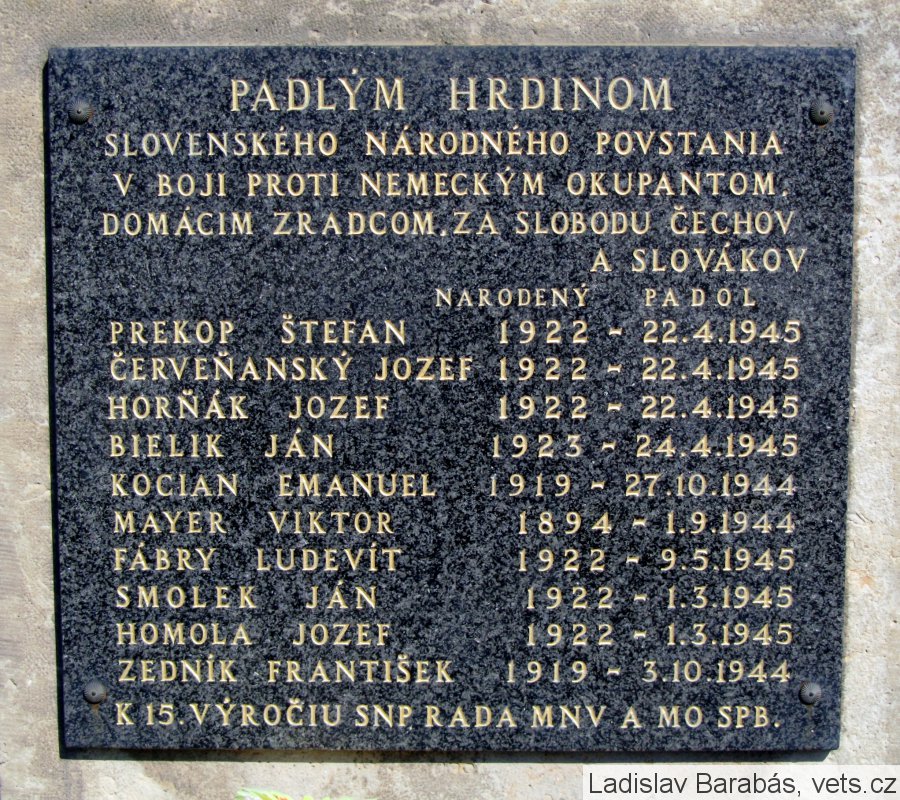 PADLÝM HRDINOM
SLOVENSKÉHO NÁRODNÉHO POVSTANIA
V BOJI PROTI NEMECKÝM OKUPANTOM,
DOMÁCIM ZRADCOM, ZA SLOBODU ČECHOV
A SLOVÁKOV
NARODENÝ PADOL
PREKOP ŠTEFAN 1922 - 22.4.1945
ČERVEŇANSKÝ JOZEF 1922 - 22.4.1945
HORŇÁK JOZEF 1922 - 22.4.1945
BIELIK JÁN 1923 - 24.4.1945
KOCIAN EMANUEL 1919 - 27.10.1944
MAYER VIKTOR 1894 - 1.9.1944
FÁBRY LUDEVÍT 1922 - 9.5.1945
SMOLEK JÁN 1922 - 1.3.1945
HOMOLA JOZEF 1922 - 1.3.1945
ZEDNÍK FRANTIŠEK 1919 - 3.10.1944
K 15. VÝROČIU SNP RADA MNV A MO SPB.
Ladislav Barabás, vets.cz